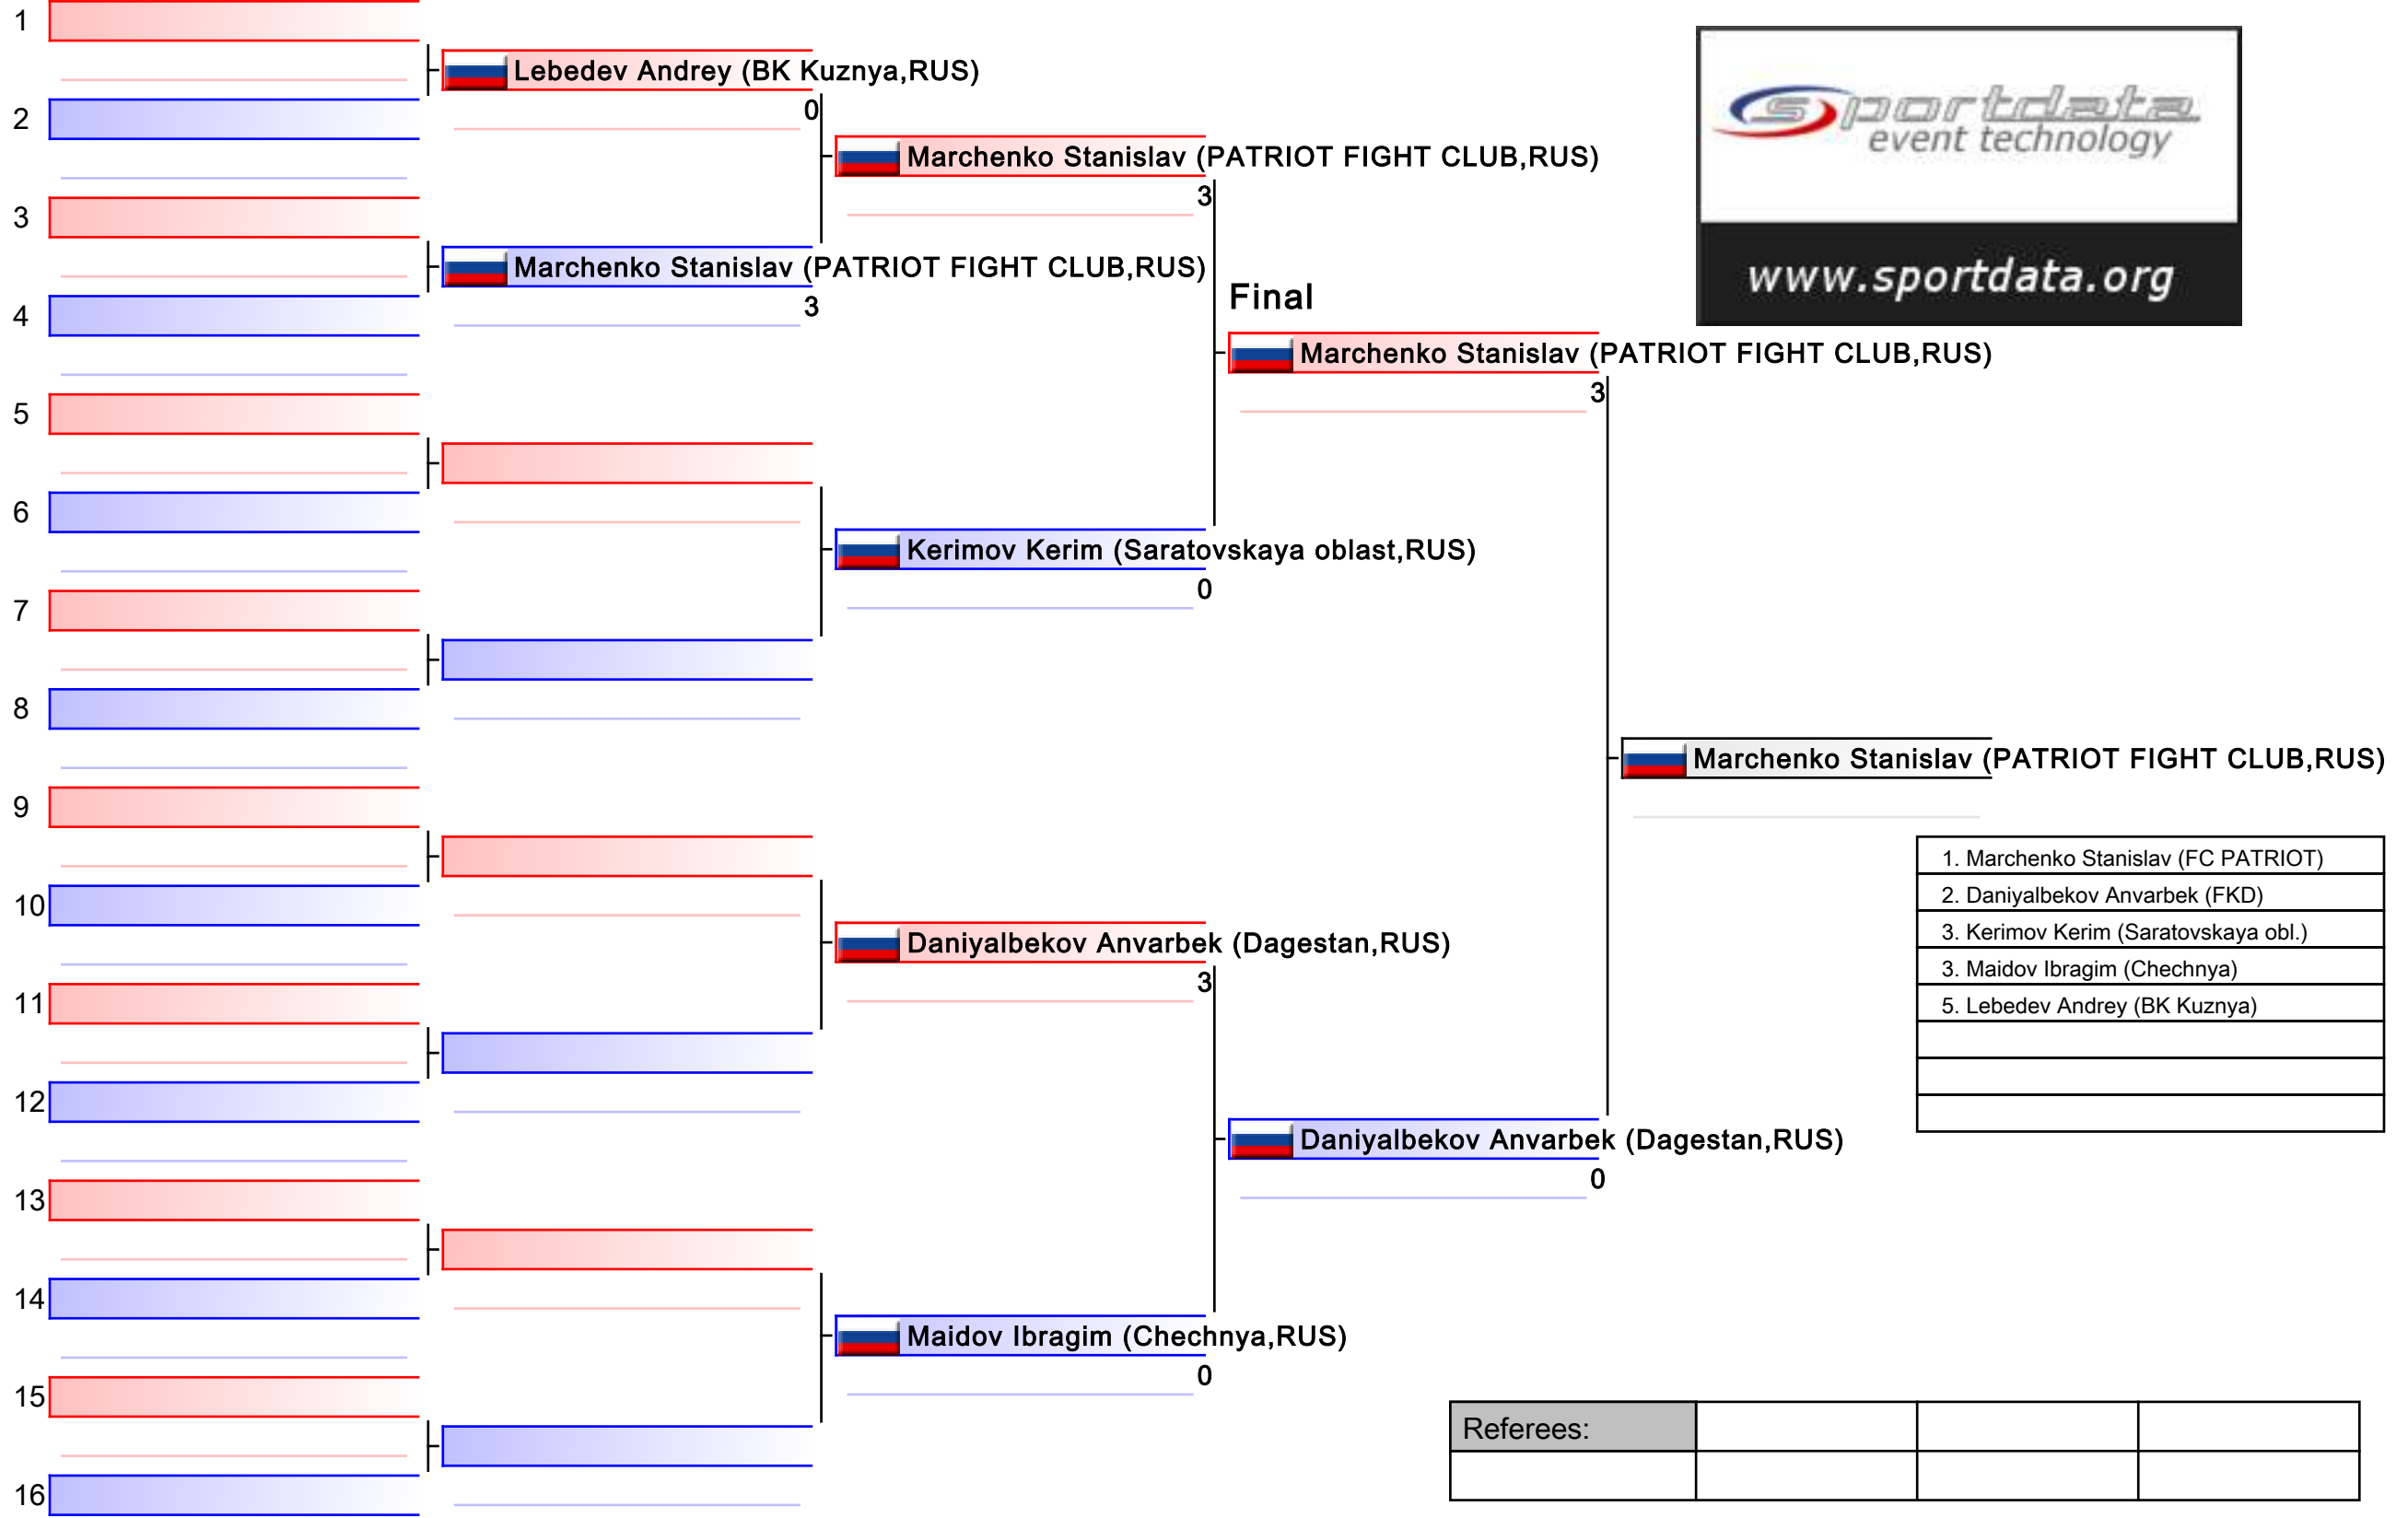 1
Lebedev Andrey (BK Kuznya,RUS)
0
2
Marchenko Stanislav (PATRIOT FIGHT CLUB,RUS)
3
3
Marchenko Stanislav (PATRIOT FIGHT CLUB,RUS)
3
4
Final
Marchenko Stanislav (PATRIOT FIGHT CLUB,RUS)
3
5
6
Kerimov Kerim (Saratovskaya oblast,RUS)
0
7
8
Marchenko Stanislav (PATRIOT FIGHT CLUB,RUS)
9
10
Daniyalbekov Anvarbek (Dagestan,RUS)
3
11
12
Daniyalbekov Anvarbek (Dagestan,RUS)
0
13
14
Maidov Ibragim (Chechnya,RUS)
0
15
16
sportdata
event technology
www.sportdata.org
1. Marchenko Stanislav (FC PATRIOT)
2. Daniyalbekov Anvarbek (FKD)
3. Kerimov Kerim (Saratovskaya obl.)
3. Maidov Ibragim (Chechnya)
5. Lebedev Andrey (BK Kuznya)
Referees: